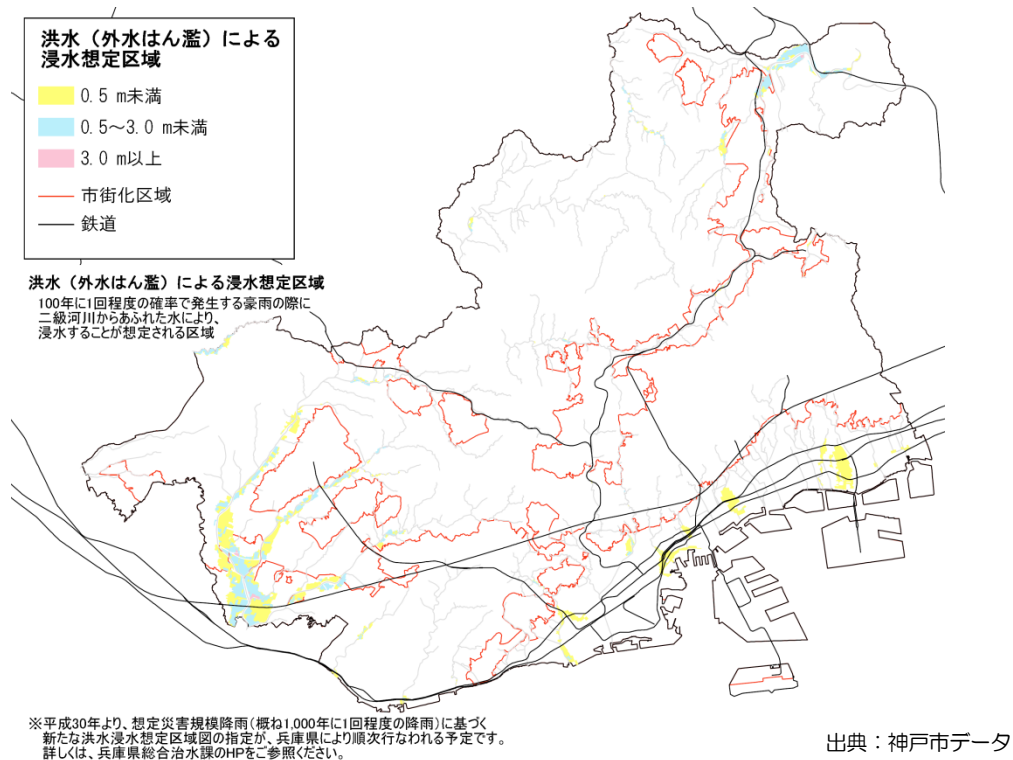 洪水（外水はん濫）による
浸水想定区域
0.5 m未満
0.5～3.0 m未満
3.0 m以上
市街化区域
鉄道
洪水（外水はん濫）による浸水想定区域
100年に1回程度の確率で発生する豪雨の際に
二級河川からあふれた水により、
浸水することが想定される区域
※平成30年より、想定災害規模降雨（概ね1,000年に1回程度の降雨）に基づく
新たな洪水浸水想定区域図の指定が、兵庫県により順次行なわれる予定です。
詳しくは、兵庫県総合治水課のHPをご参照ください。
出典：神戸市データ